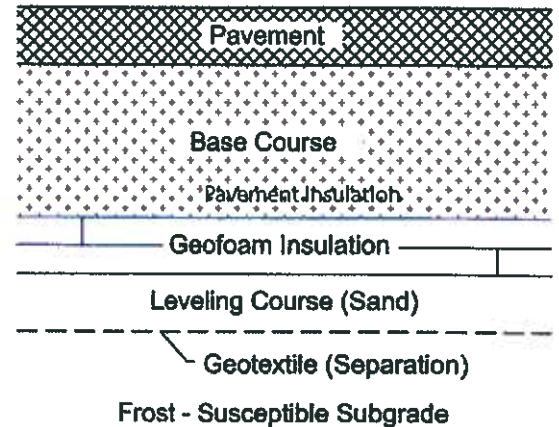 Pavement
Base Course
Pavement Insulation
Geofoam Insulation
Leveling Course (Sand)
Geotextile (Separation)
Frost - Susceptible Subgrade